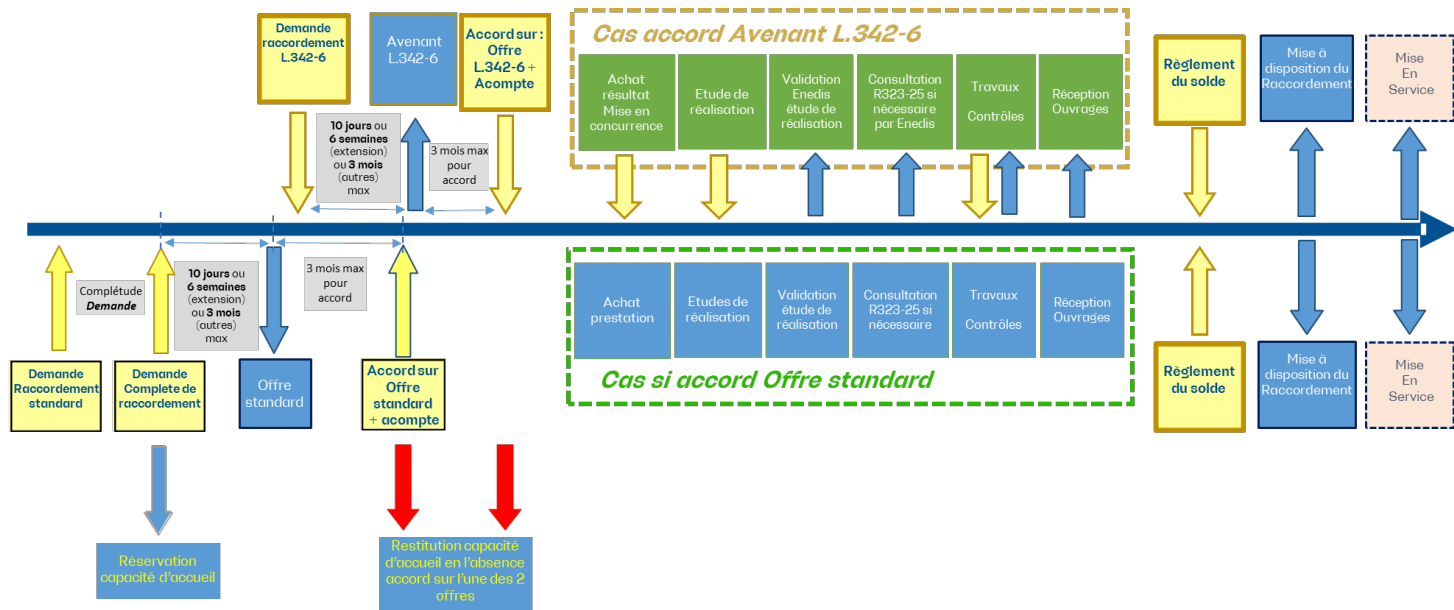 Demande
raccordement
L.342-6
Avenant
L.342-6
Accord sur :
Offre
L.342-6 +
Acompte
10 jours ou
6 semaines
(extension)
ou 3 mois
(autres)
max
3 mois max
pour
accord
Cas accord Avenant L.342-6
Achat
résultat
Mise en
concurrence
Etude de
réalisation
Validation
Enedis
étude de
réalisation
Consultation
R323-25 si
nécessaire
par Enedis
Travaux
Contrôles
Réception
Ouvrages
Règlement
du solde
Mise à
disposition du
Raccordement
Mise
En
Service
Complétude
Demande
10 jours ou
6 semaines
(extension)
ou 3 mois
(autres)
max
3 mois max
pour
accord
Demande
Raccordement
standard
Demande
Complete de
raccordement
Offre
standard
Accord sur
Offre
standard
+ acompte
Achat
prestation
Etudes de
réalisation
Validation
étude de
réalisation
Consultation
R323-25 si
nécessaire
Travaux
Contrôles
Réception
Ouvrages
Cas si accord Offre standard
Règlement
du solde
Mise à
disposition du
Raccordement
Mise
En
Service
Réservation
capacité d'accueil
Restitution capacité
d'accueil en l'absence
accord sur l'une des 2
offres